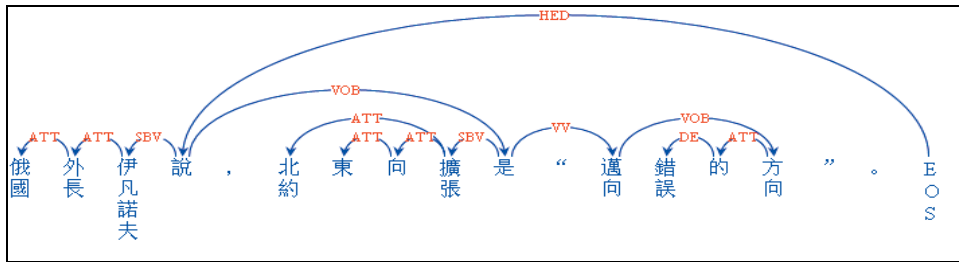 HED
VOB
ATT VV VOB
ATT ATT SBV ATT ATT SBV DE ATT
俄國 外長 伊凡諾夫 說 , 北約 東 向 擴張 是 “ 邁向 錯誤 的 方向 ” 。 EOS